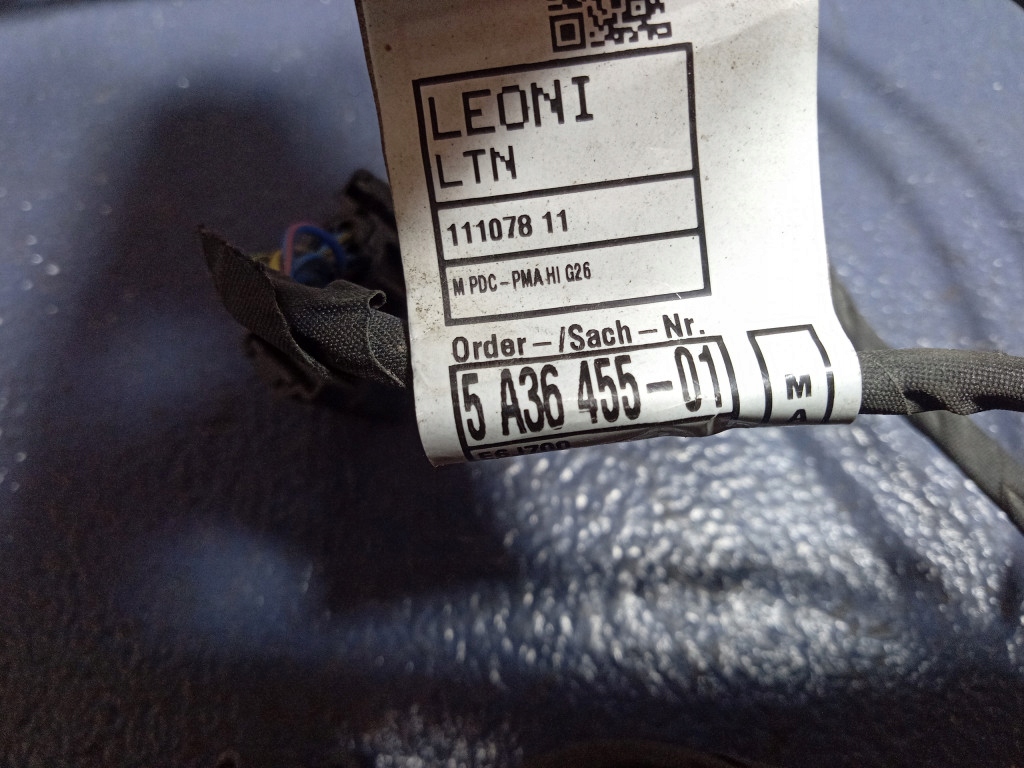 LEONI
LTN
111078 11
M PDC-PMA HI G26
Order-/Sach-Nr.
5 A36 455-01
M